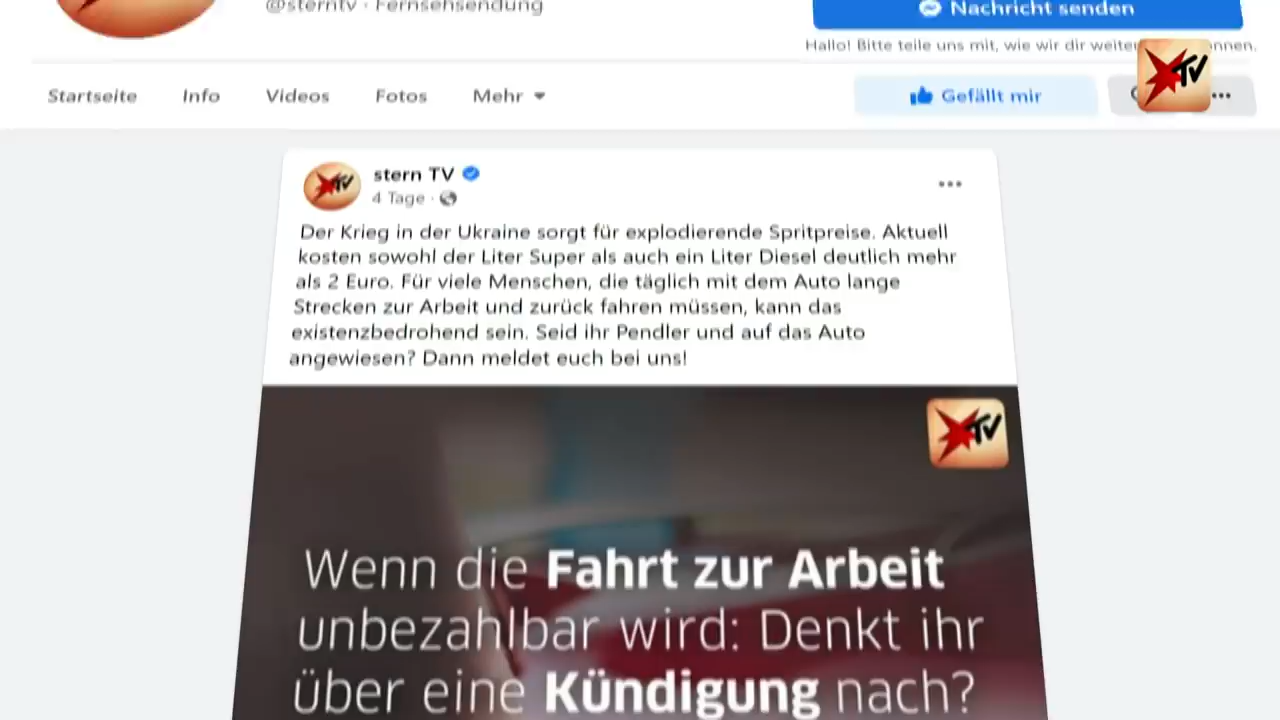 @sterntv · Fernsehsendung
Nachricht senden
Hallo! Bitte teile uns mit, wie wir dir weiter
Startseite
Info
Videos
Fotos
Mehr
Gefällt mir
TV
stern TV
4 Tage ·
Der Krieg in der Ukraine sorgt für explodierende Spritpreise. Aktuell
kosten sowohl der Liter Super als auch ein Liter Diesel deutlich mehr
als 2 Euro. Für viele Menschen, die täglich mit dem Auto lange
Strecken zur Arbeit und zurück fahren müssen, kann das
existenzbedrohend sein. Seid ihr Pendler und auf das Auto
angewiesen? Dann meldet euch bei uns!
TV
Wenn die Fahrt zur Arbeit
unbezahlbar wird: Denkt ihr
über eine Kündigung nach?